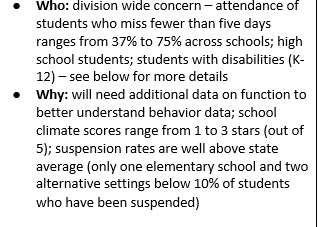 • Who: division wide concern – attendance of
students who miss fewer than five days
ranges from 37% to 75% across schools; high
school students; students with disabilities (K-
12) – see below for more details
• Why: will need additional data on function to
better understand behavior data; school
climate scores range from 1 to 3 stars (out of
5); suspension rates are well above state
average (only one elementary school and two
alternative settings below 10% of students
who have been suspended)